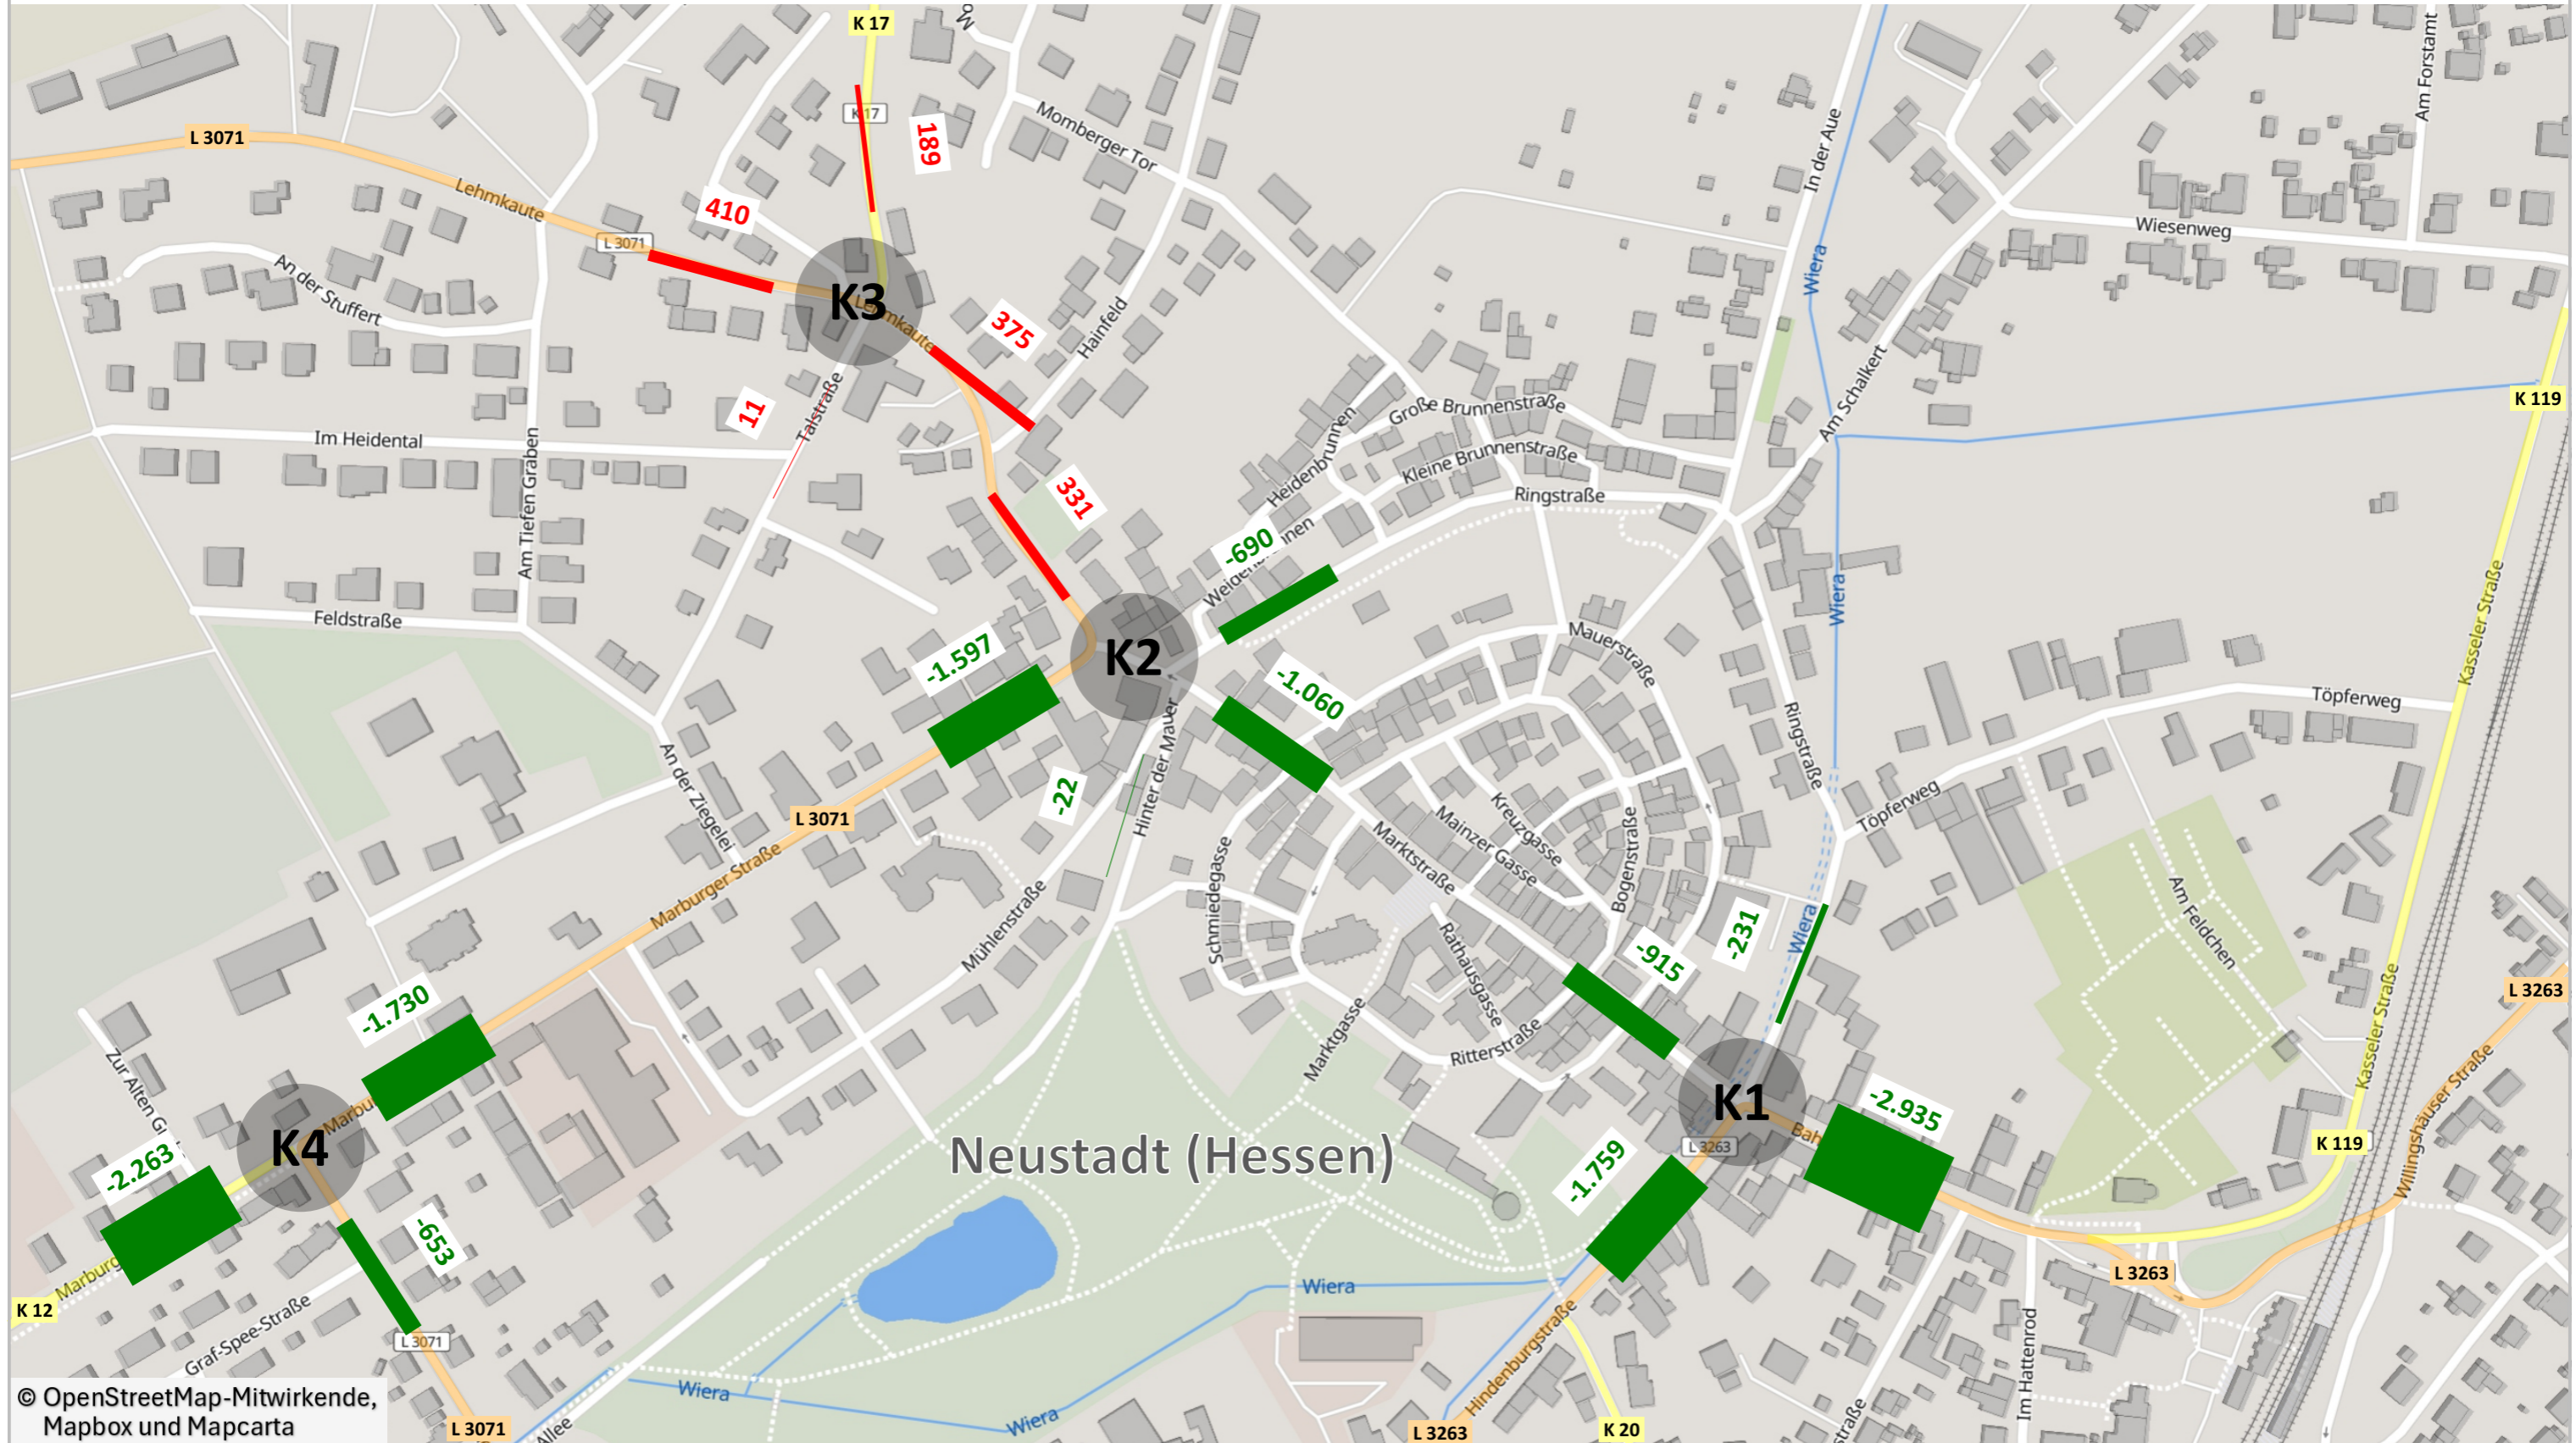 K 17
L 3071
K 17
189
Momberger Tor
In der Aue
Am Forstamt
Lehmkaute
410
L 3071
Wiesenweg
An der Stuffert
Wiera
K3
Lehmkaute
375
Hainfeld
Am Schalkert
K 119
11
Talstraße
Im Heidental
Große Brunnenstraße
Kleine Brunnenstraße
Heidenbrunnen
Ringstraße
331
Am Tiefen Graben
-690
Wiera
Kasseler Straße
Feldstraße
K2
-1.597
-1.060
Mauerstraße
Töpferweg
Ringstraße
An der Ziegelei
-22
Hinter der Mauer
L 3071
Töpferweg
Marburger Straße
Mühlenstraße
Schmiedegasse
Marktstraße
Mainzer Gasse
Kreuzgasse
Bogenstraße
Am Feldchen
Rathausgasse
-915
-231
Wiera
L 3263
-1.730
Zur Alten
Marktgasse
Ritterstraße
Kasseler Straße
Willingshäuser Straße
K4
K1
-2.935
Neustadt (Hessen)
L 3263
K 119
-2.263
-653
-1.759
L 3263
Wiera
K 12
Graf-Spee-Straße
L 3071
Hindenburgstraße
Im Hattenrod
© OpenStreetMap-Mitwirkende,
Mapbox und Mapcarta
Wiera
Wiera
L 3071
Allee
L 3263
K 20